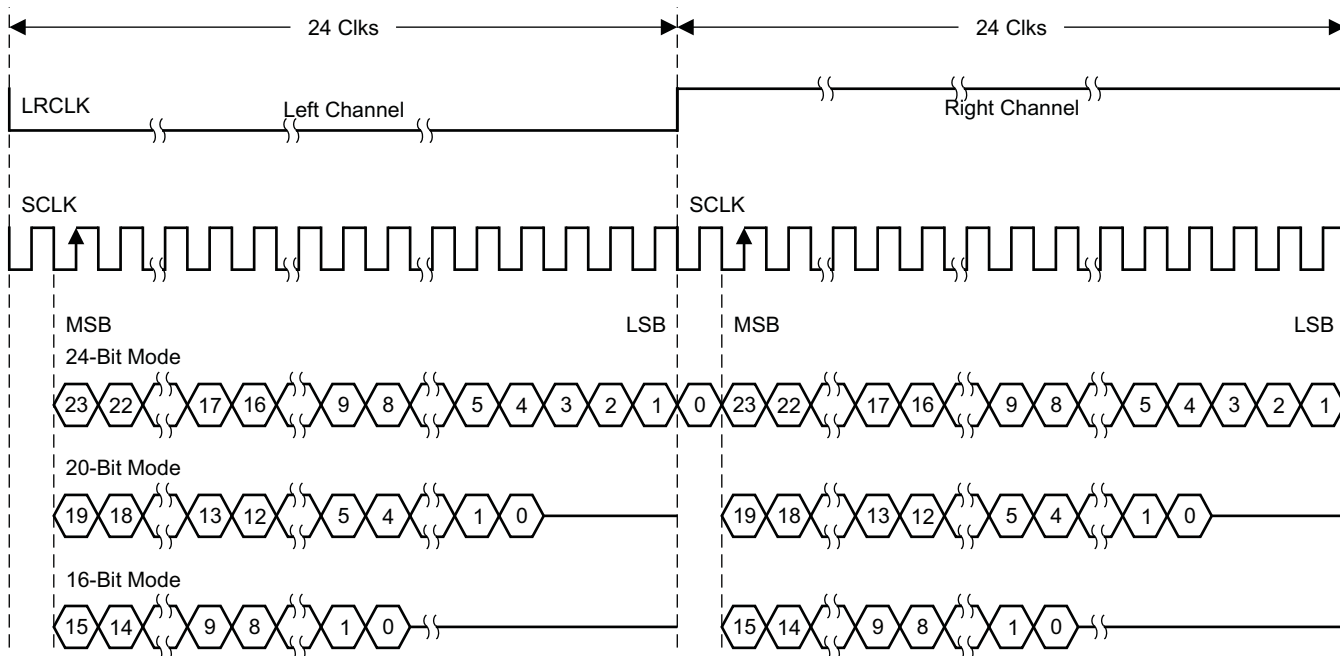 24 Clks 24 Clks
LRCLK Left Channel Right Channel
SCLK SCLK
MSB LSB MSB LSB
24-Bit Mode
23 22 17 16 9 8 5 4 3 2 1 0 23 22 17 16 9 8 5 4 3 2 1
20-Bit Mode
19 18 13 12 5 4 1 0 19 18 13 12 5 4 1 0
16-Bit Mode
15 14 9 8 1 0 15 14 9 8 1 0